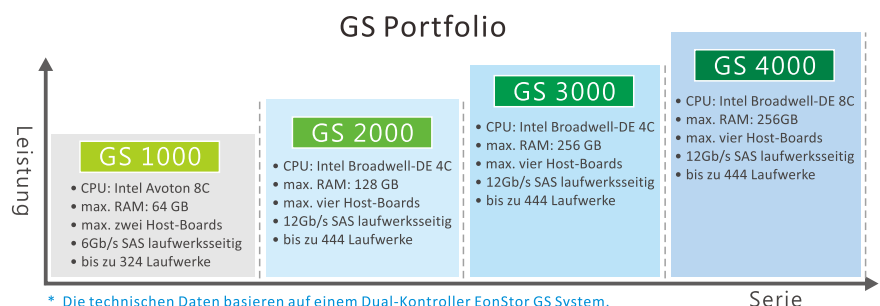 GS Portfolio
Leistung
GS 1000
• CPU: Intel Avoton 8C
• max. RAM: 64 GB
• max. zwei Host-Boards
• 6Gb/s SAS laufwerksseitig
• bis zu 324 Laufwerke
GS 2000
• CPU: Intel Broadwell-DE 4C
• max. RAM: 128 GB
• max. vier Host-Boards
• 12Gb/s SAS laufwerksseitig
• bis zu 444 Laufwerke
GS 3000
• CPU: Intel Broadwell-DE 4C
• max. RAM: 256 GB
• max. vier Host-Boards
• 12Gb/s SAS laufwerksseitig
• bis zu 444 Laufwerke
GS 4000
• CPU: Intel Broadwell-DE 8C
• max. RAM: 256GB
• max. vier Host-Boards
• 12Gb/s SAS laufwerksseitig
• bis zu 444 Laufwerke
Serie
* Die technischen Daten basieren auf einem Dual-Kontroller EonStor GS System.